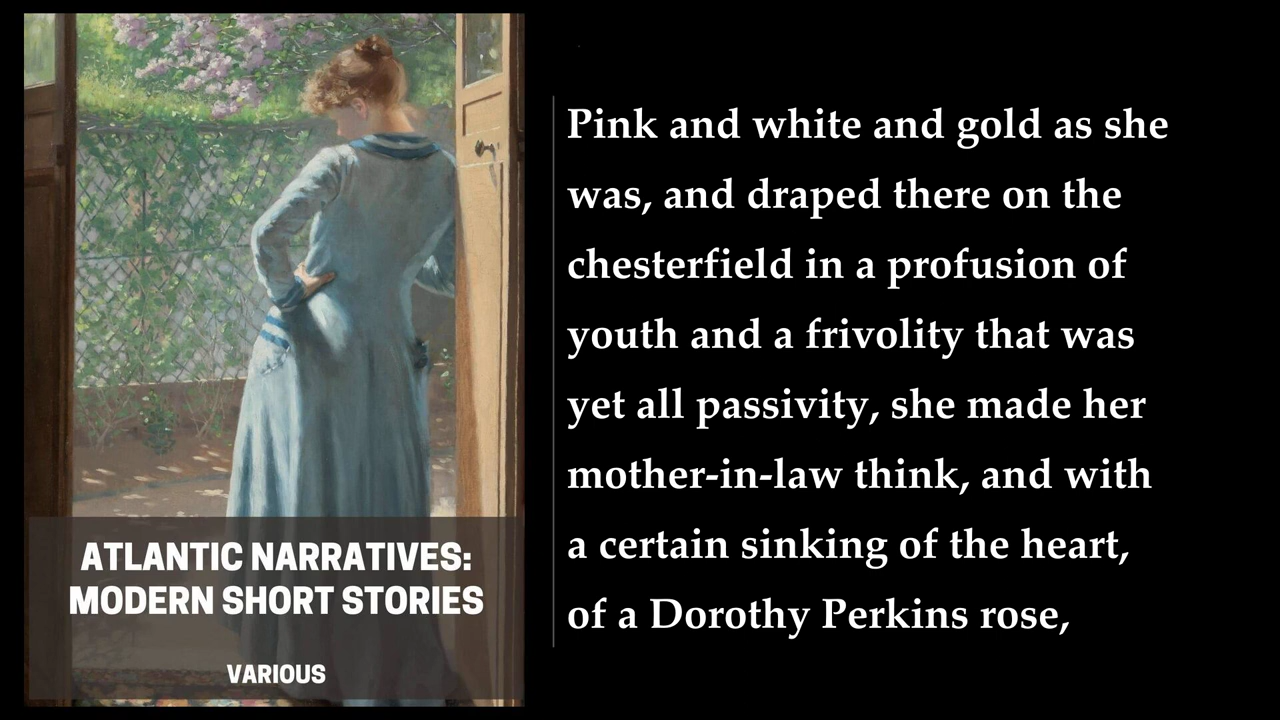 ATLANTIC NARRATIVES:
MODERN SHORT STORIES
VARIOUS
Pink and white and gold as she
was, and draped there on the
chesterfield in a profusion of
youth and a frivolity that was
yet all passivity, she made her
mother-in-law think, and with
a certain sinking of the heart,
of a Dorothy Perkins rose,